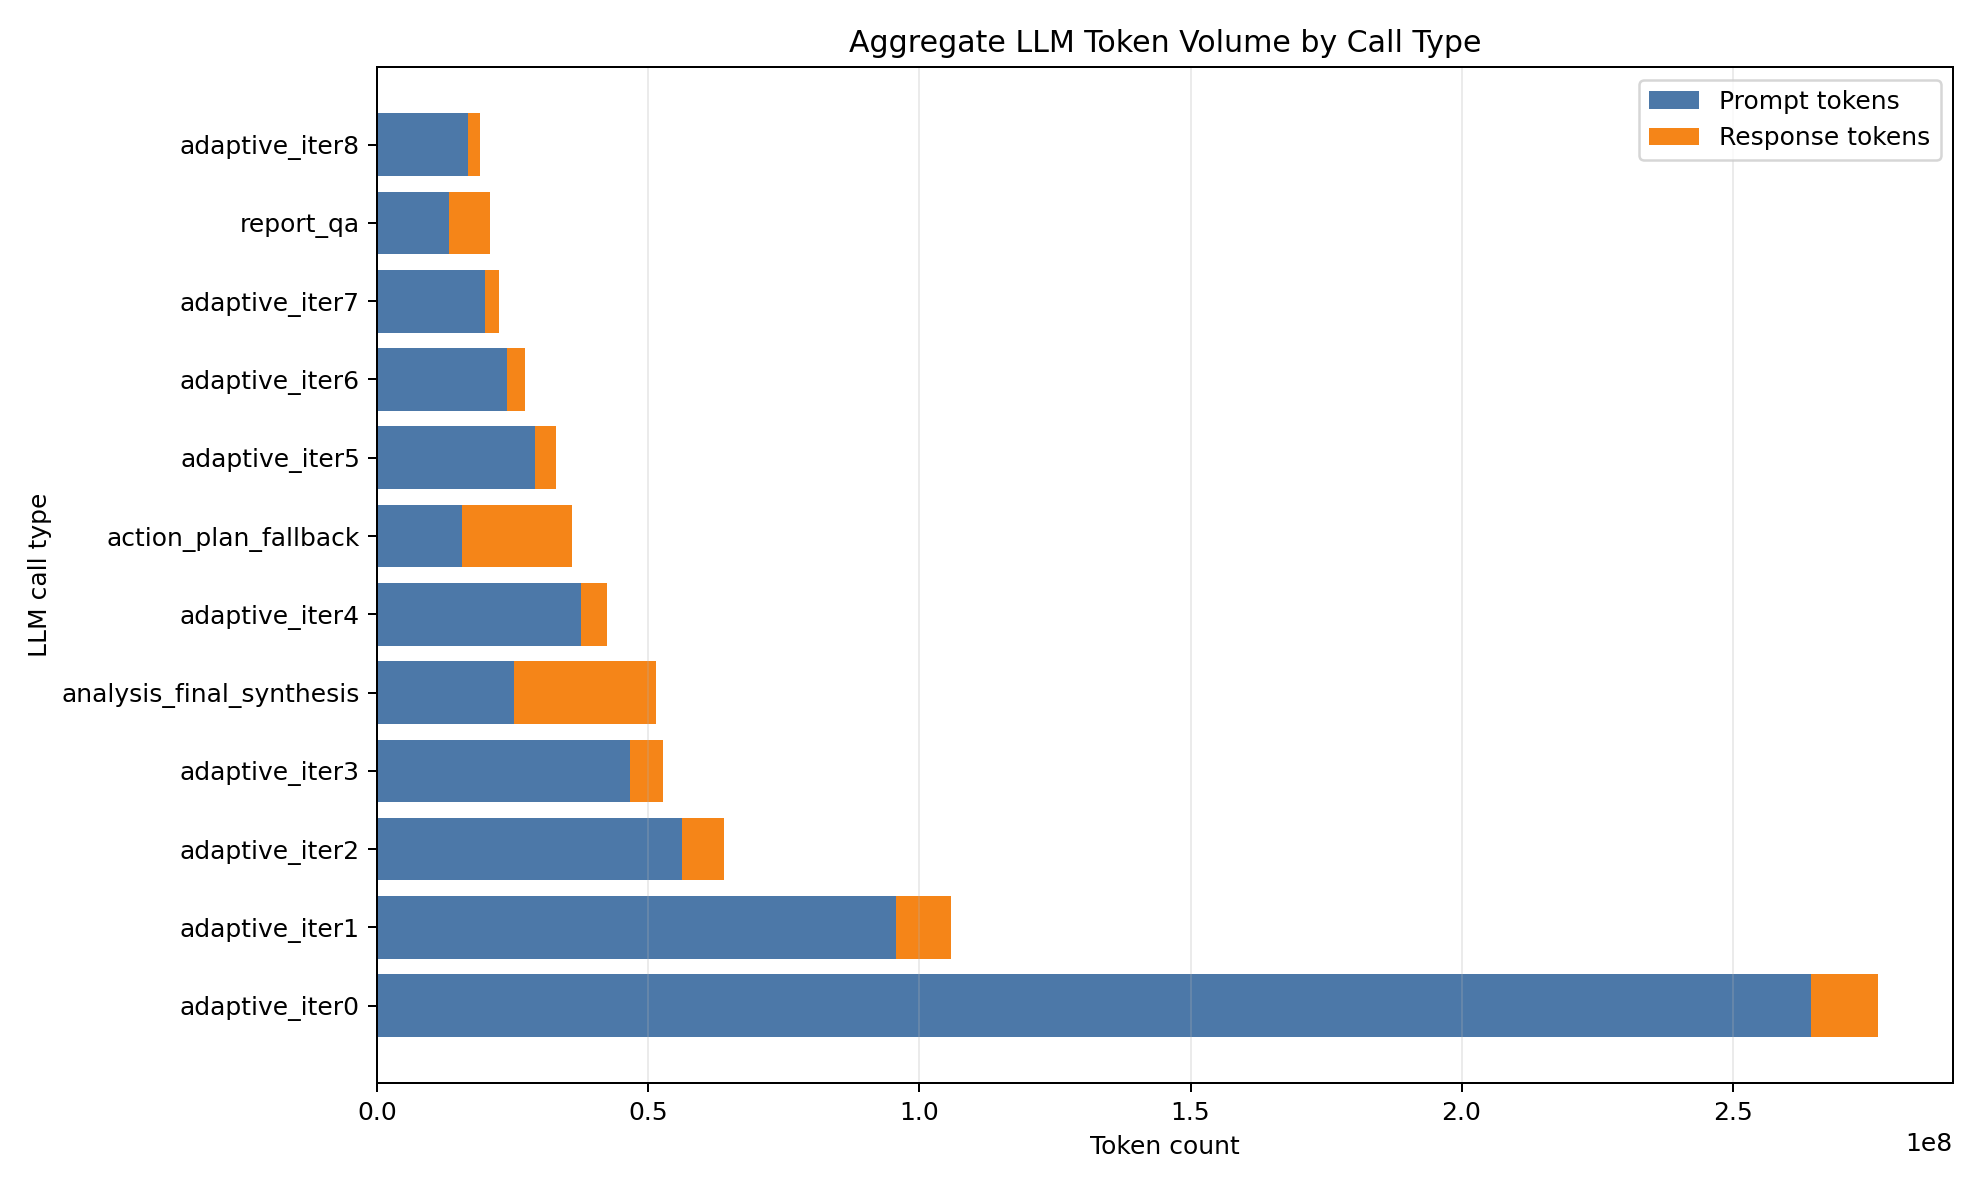 Aggregate LLM Token Volume by Call Type
Prompt tokens
Response tokens
adaptive_iter8
report_qa
adaptive_iter7
adaptive_iter6
adaptive_iter5
action_plan_fallback
adaptive_iter4
analysis_final_synthesis
adaptive_iter3
adaptive_iter2
adaptive_iter1
adaptive_iter0
LLM call type
0.0 0.5 1.0 1.5 2.0 2.5
Token count
1e8